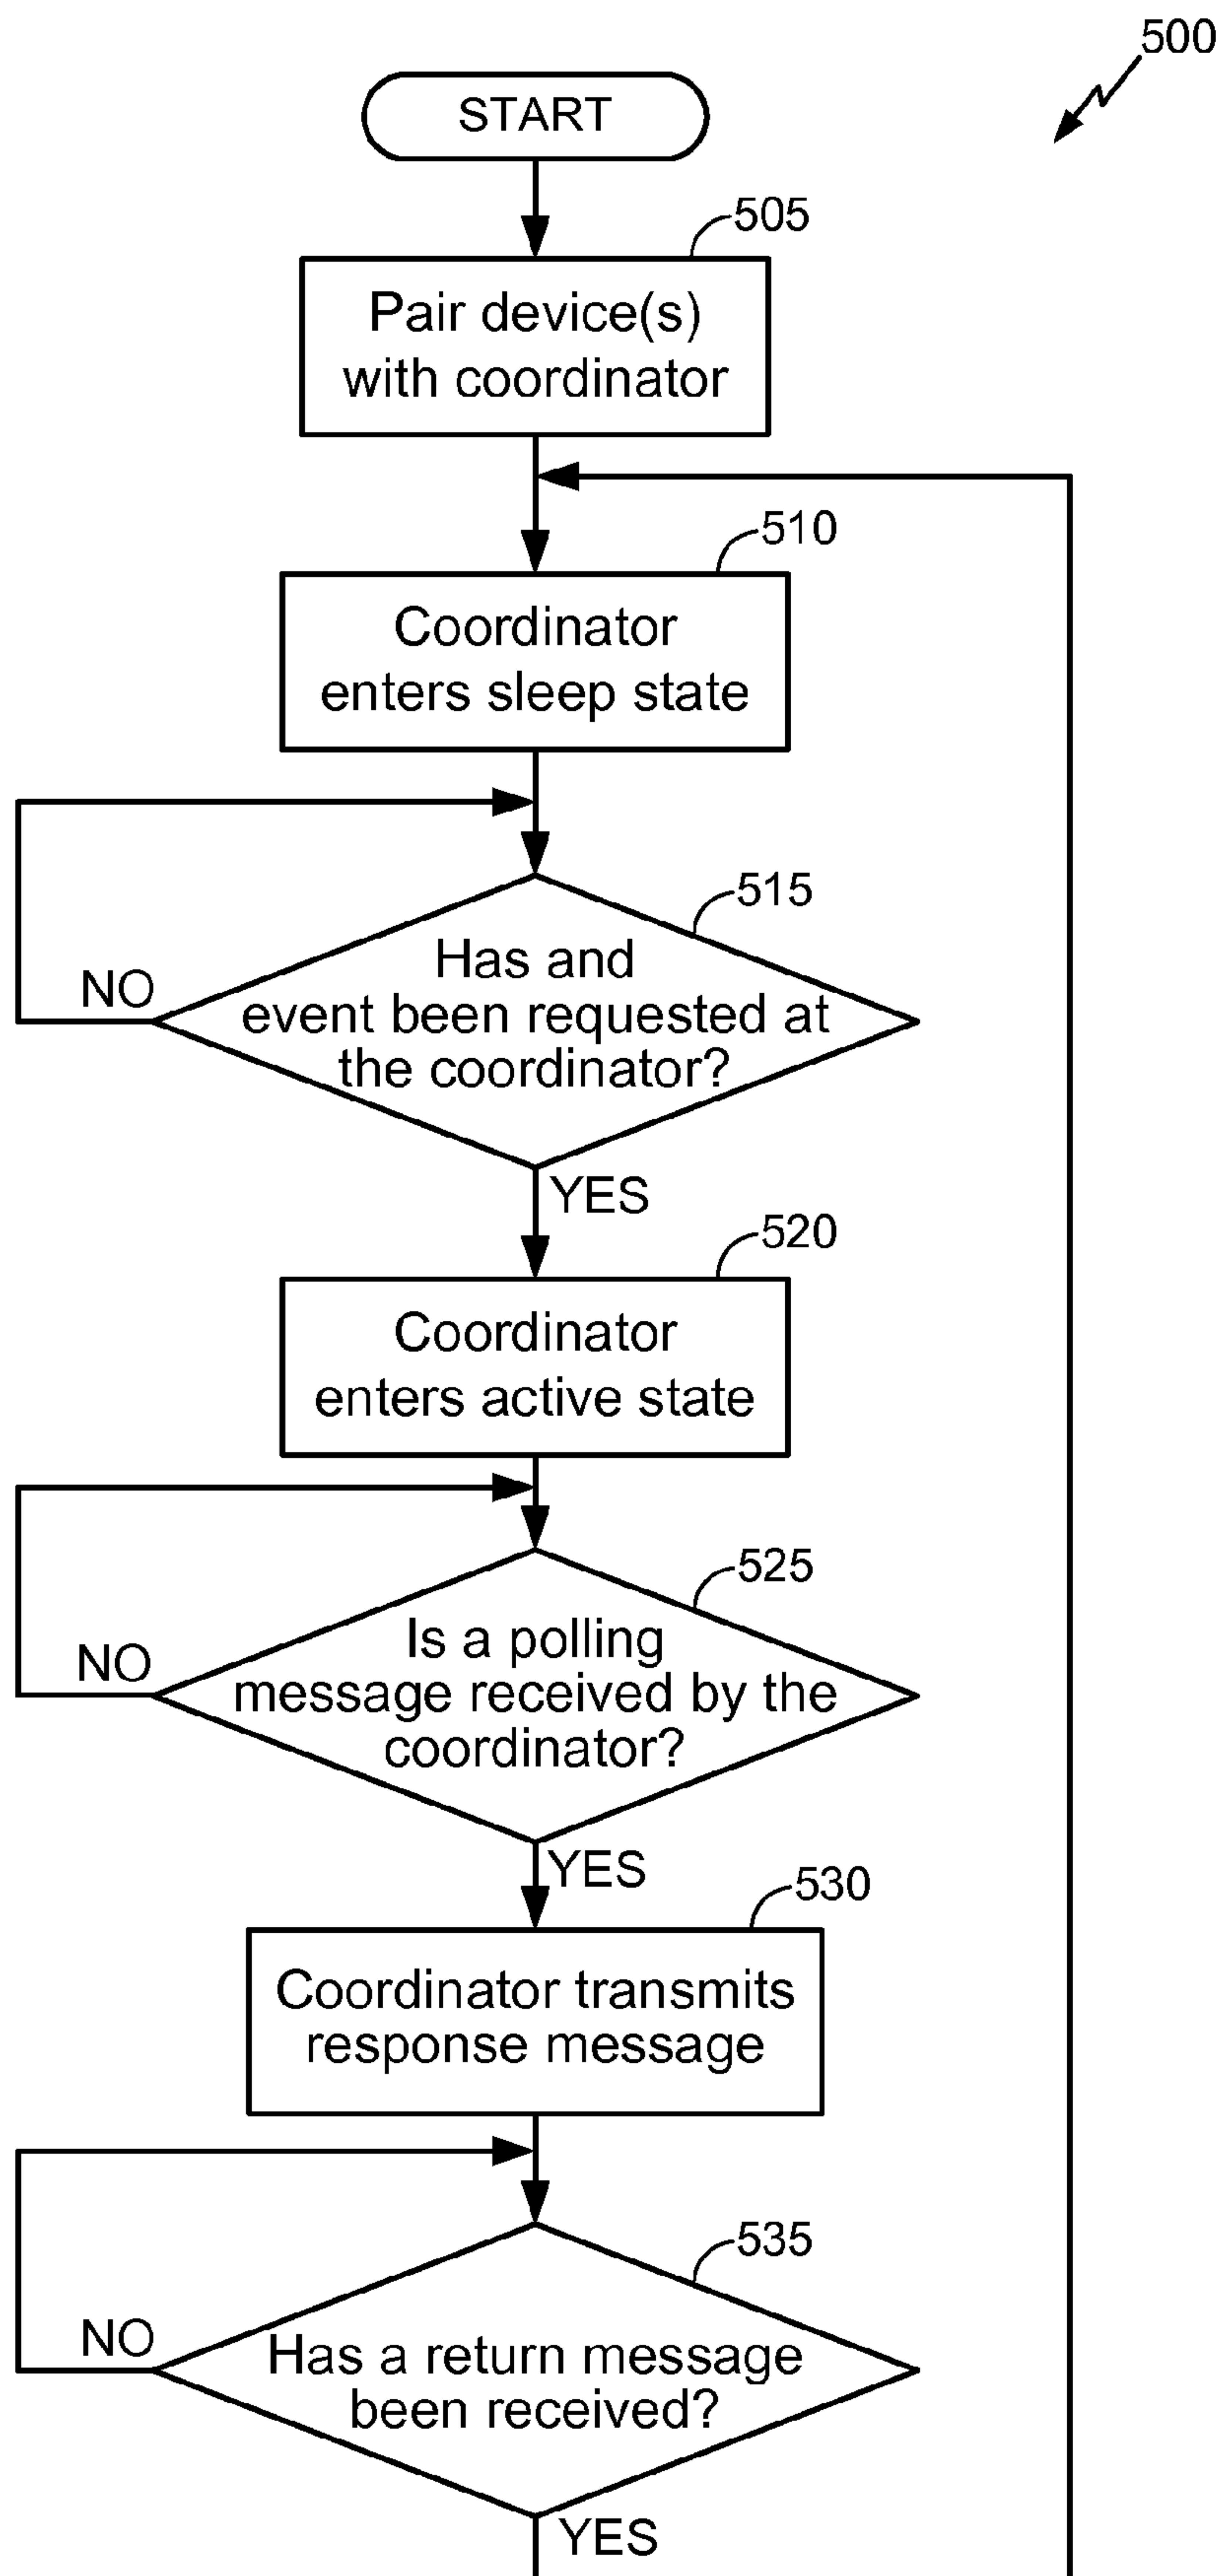 500
START
505
Pair device(s)
with coordinator
510
Coordinator
enters sleep state
515
Has and
event been requested at
the coordinator?
NO
YES
520
Coordinator
enters active state
525
Is a polling
message received by the
coordinator?
NO
YES
530
Coordinator transmits
response message
535
Has a return message
been received?
NO
YES